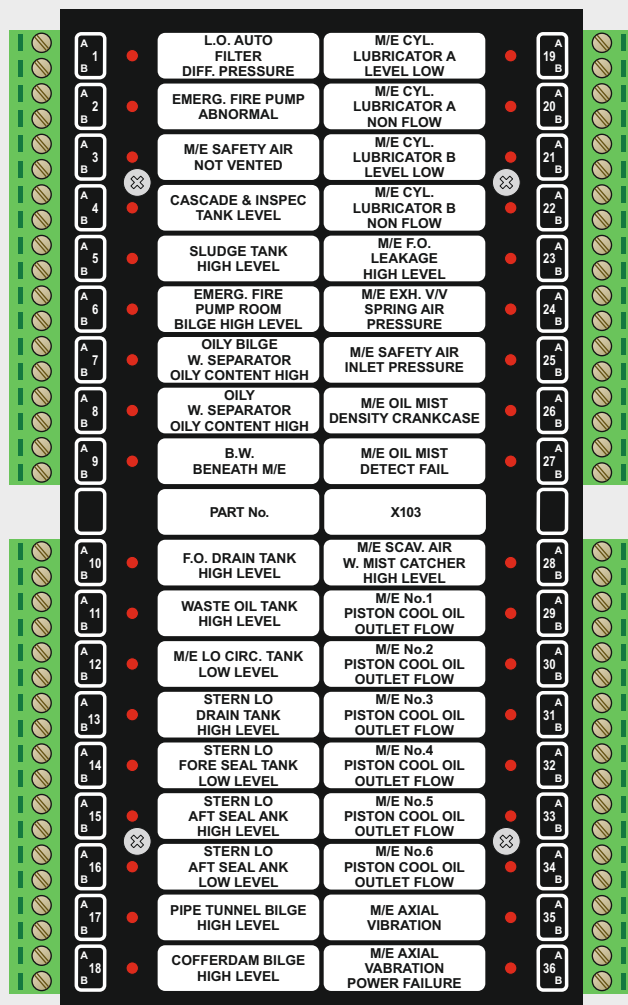 A
1
B
L.O. AUTO
FILTER
DIFF. PRESSURE
M/E CYL.
LUBRICATOR A
LEVEL LOW
A
19
B
A
2
B
EMERG. FIRE PUMP
ABNORMAL
M/E CYL.
LUBRICATOR A
NON FLOW
A
20
B
A
3
B
M/E SAFETY AIR
NOT VENTED
M/E CYL.
LUBRICATOR B
LEVEL LOW
A
21
B
A
4
B
CASCADE & INSPEC
TANK LEVEL
M/E CYL.
LUBRICATOR B
NON FLOW
A
22
B
A
5
B
SLUDGE TANK
HIGH LEVEL
M/E F.O.
LEAKAGE
HIGH LEVEL
A
23
B
A
6
B
EMERG. FIRE
PUMP ROOM
BILGE HIGH LEVEL
M/E EXH. V/V
SPRING AIR
PRESSURE
A
24
B
A
7
B
OILY BILGE
W. SEPARATOR
OILY CONTENT HIGH
M/E SAFETY AIR
INLET PRESSURE
A
25
B
A
8
B
OILY
W. SEPARATOR
OILY CONTENT HIGH
M/E OIL MIST
DENSITY CRANKCASE
A
26
B
A
9
B
B.W.
BENEATH M/E
M/E OIL MIST
DETECT FAIL
A
27
B
PART No.
X103
A
10
B
F.O. DRAIN TANK
HIGH LEVEL
M/E SCAV. AIR
W. MIST CATCHER
HIGH LEVEL
A
28
B
A
11
B
WASTE OIL TANK
HIGH LEVEL
M/E No.1
PISTON COOL OIL
OUTLET FLOW
A
29
B
A
12
B
M/E LO CIRC. TANK
LOW LEVEL
M/E No.2
PISTON COOL OIL
OUTLET FLOW
A
30
B
A
13
B
STERN LO
DRAIN TANK
HIGH LEVEL
M/E No.3
PISTON COOL OIL
OUTLET FLOW
A
31
B
A
14
B
STERN LO
FORE SEAL TANK
LOW LEVEL
M/E No.4
PISTON COOL OIL
OUTLET FLOW
A
32
B
A
15
B
STERN LO
AFT SEAL ANK
HIGH LEVEL
M/E No.5
PISTON COOL OIL
OUTLET FLOW
A
33
B
A
16
B
STERN LO
AFT SEAL ANK
LOW LEVEL
M/E No.6
PISTON COOL OIL
OUTLET FLOW
A
34
B
A
17
B
PIPE TUNNEL BILGE
HIGH LEVEL
M/E AXIAL
VIBRATION
A
35
B
A
18
B
COFFERDAM BILGE
HIGH LEVEL
M/E AXIAL
VABRATION
POWER FAILURE
A
36
B